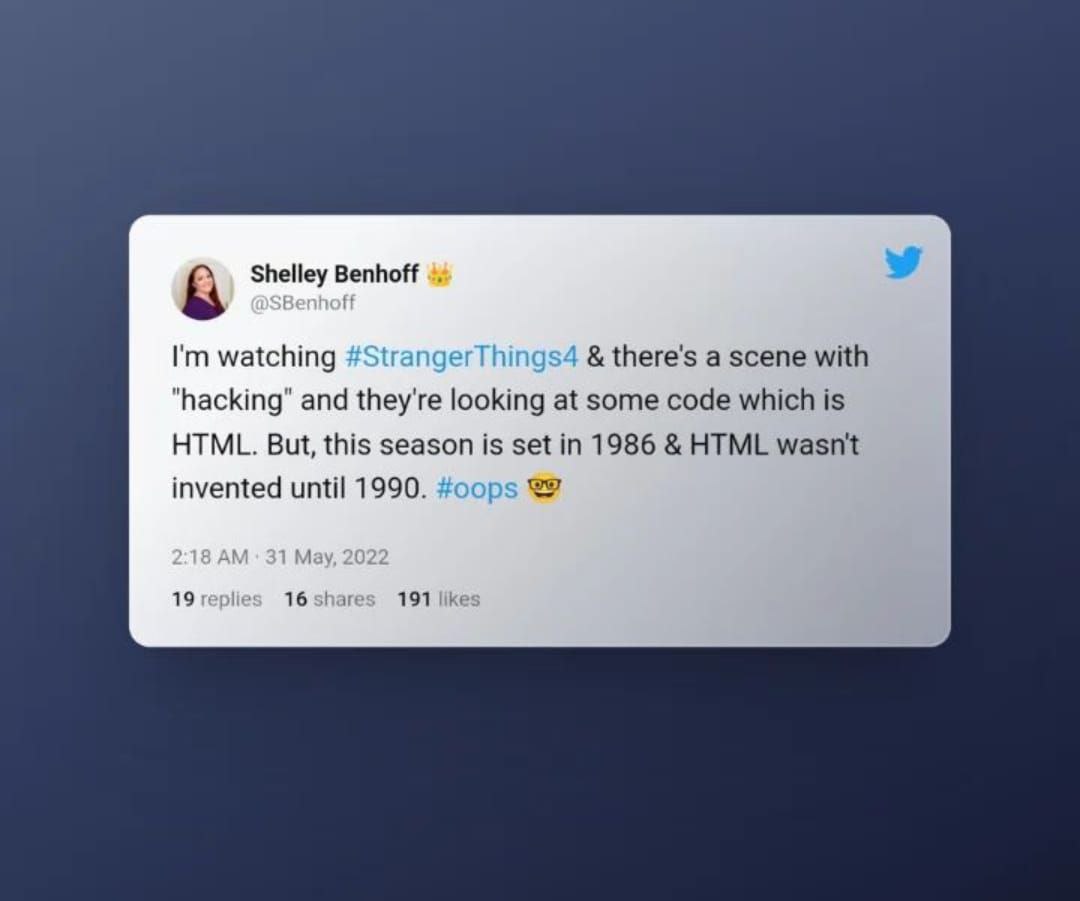 Shelley Benhoff 👑
@SBenhoff
I'm watching #StrangerThings4 & there's a scene with
"hacking" and they're looking at some code which is
HTML. But, this season is set in 1986 & HTML wasn't
invented until 1990. #oops 🤓
2:18 AM · 31 May, 2022
19 replies 16 shares 191 likes